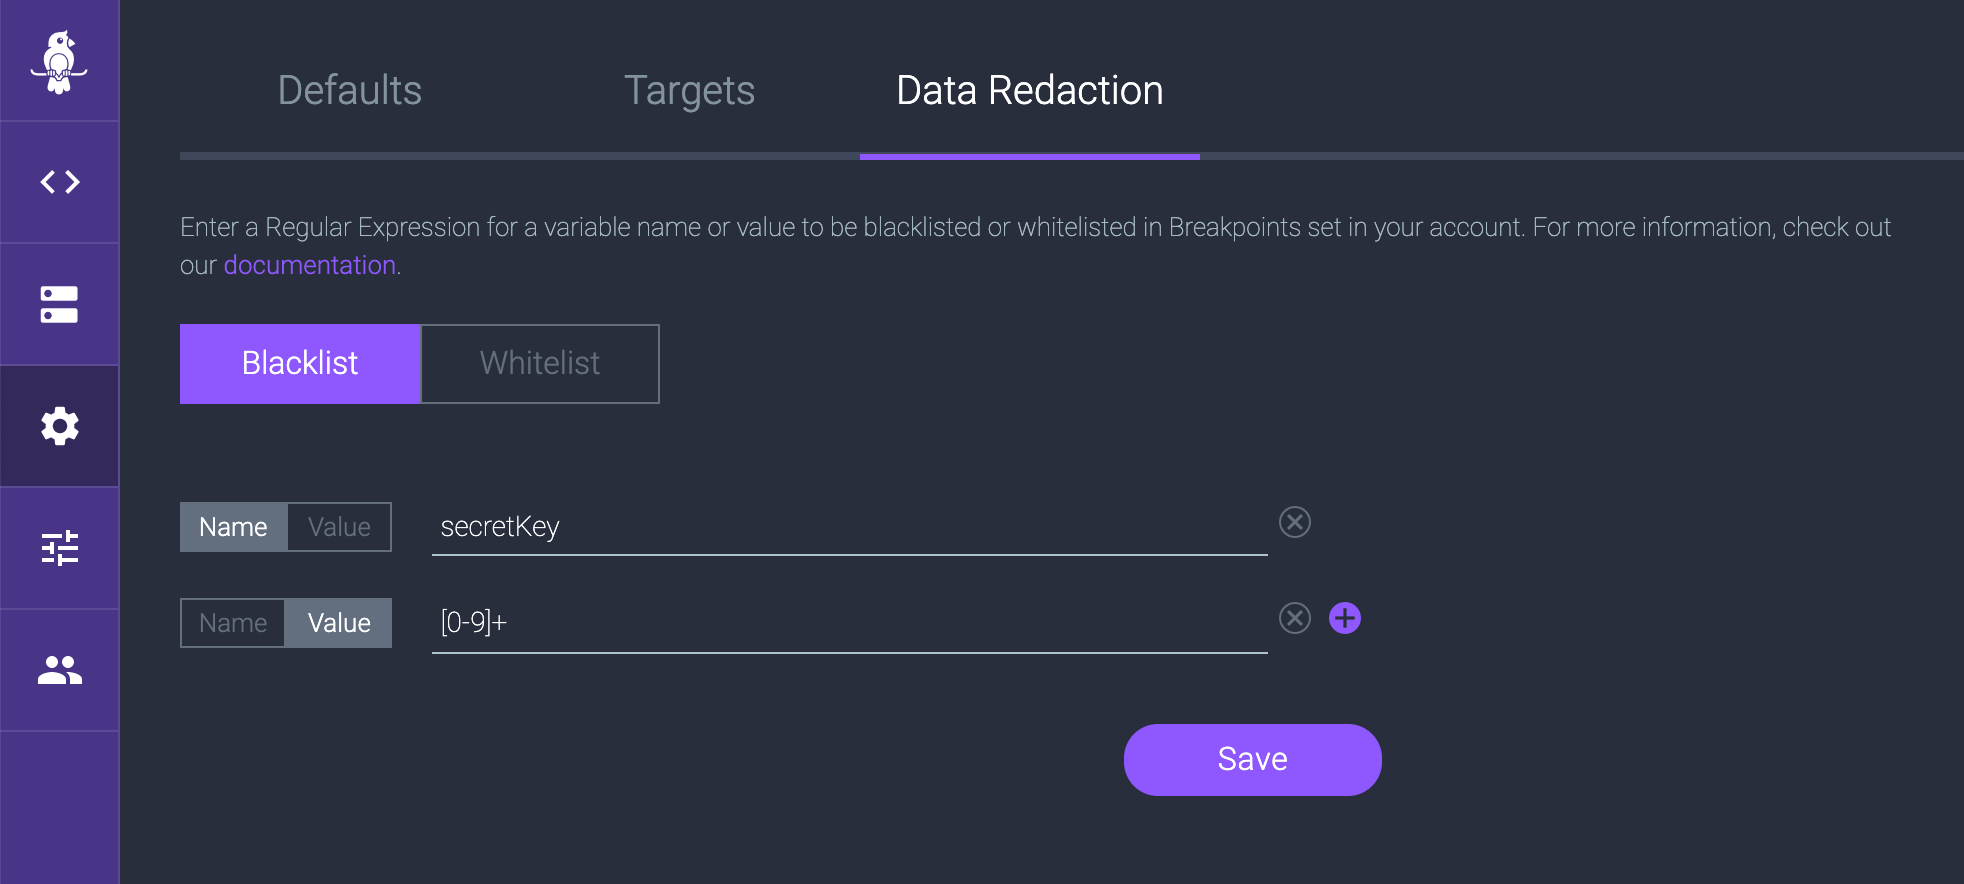 Defaults Targets Data Redaction
Enter a Regular Expression for a variable name or value to be blacklisted or whitelisted in Breakpoints set in your account. For more information, check out
our documentation.
Blacklist Whitelist
Name Value secretKey
Name Value [0-9]+
Save